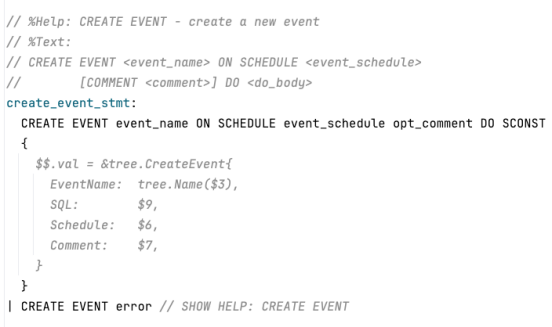 // %Help: CREATE EVENT - create a new event
// %Text:
// CREATE EVENT <event_name> ON SCHEDULE <event_schedule>
//        [COMMENT <comment>] DO <do_body>
create_event_stmt:
  CREATE EVENT event_name ON SCHEDULE event_schedule opt_comment DO SCONST
  {
    $$.val = &tree.CreateEvent{
      EventName:  tree.Name($3),
      SQL:        $9,
      Schedule:   $6,
      Comment:    $7,
    }
  }
| CREATE EVENT error // SHOW HELP: CREATE EVENT